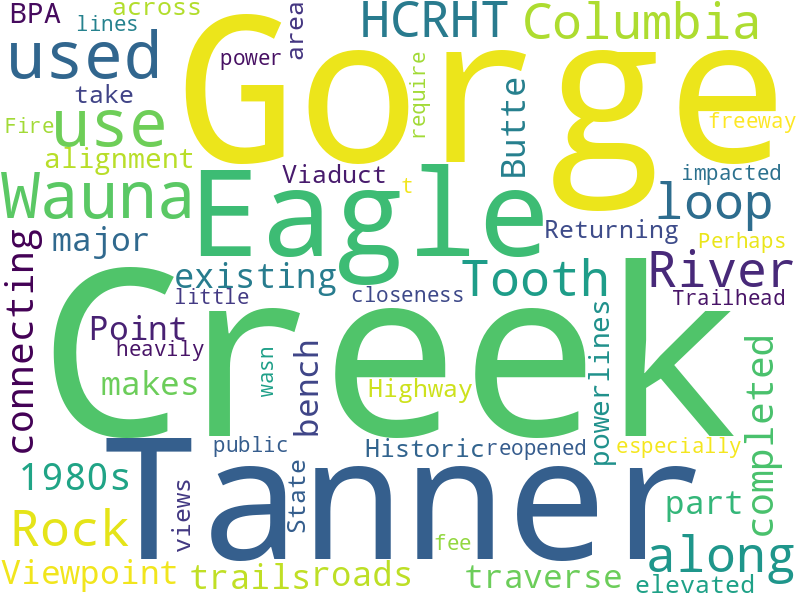 BPA
lines
across
area
HCRHT
Columbia
used
power
Gorge
require
take
Butte
freeway
Fire
use
alignment
Viaduct
t
impacted
Wauna
Eagle
loop
major
Returning
Perhaps
connecting
existing
Tooth
River
little
closeness
Trailhead
Creek
Point
heavily
wasn
bench
powerlines
makes
Highway
completed
public
Historic
reopened
especially
1980s
Tanner
State
views
part
Rock
fee
along
Viewpoint
trails
roads
traverse
elevated